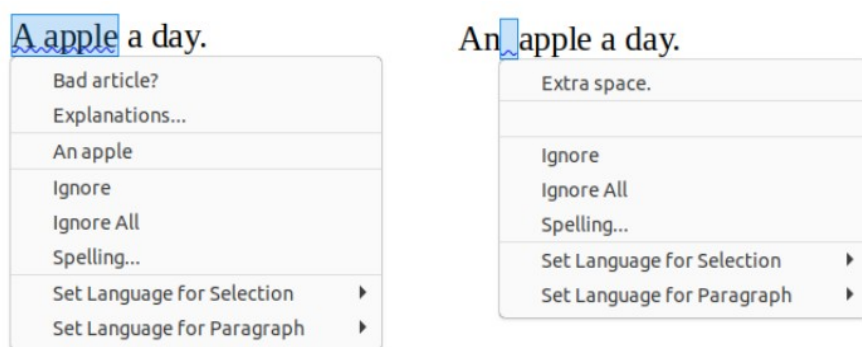 A apple a day.
Bad article?
Explanations...
An apple
Ignore
Ignore All
Spelling...
Set Language for Selection
Set Language for Paragraph
An  apple a day.
Extra space.
Ignore
Ignore All
Spelling...
Set Language for Selection
Set Language for Paragraph